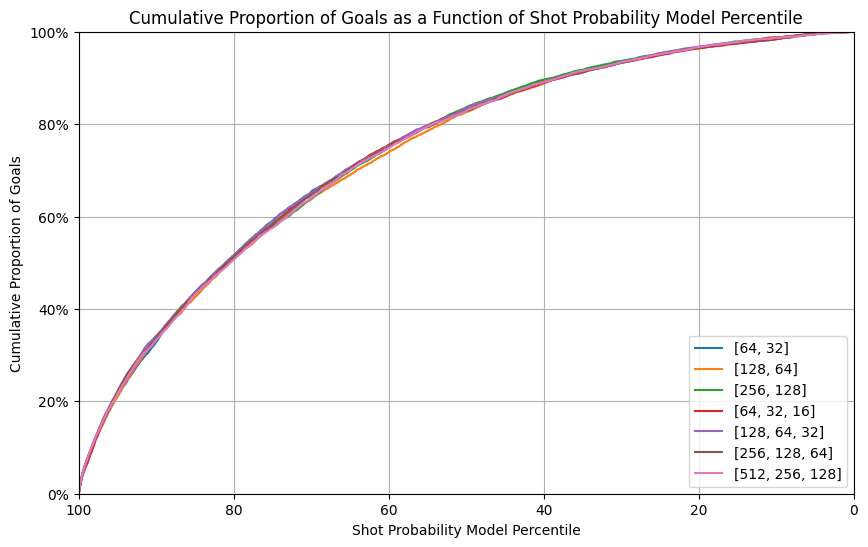 Cumulative Proportion of Goals as a Function of Shot Probability Model Percentile
Cumulative Proportion of Goals
100%
80%
60%
40%
20%
0%
100 80 60 40 20 0
Shot Probability Model Percentile
[64, 32]
[128, 64]
[256, 128]
[64, 32, 16]
[128, 64, 32]
[256, 128, 64]
[512, 256, 128]